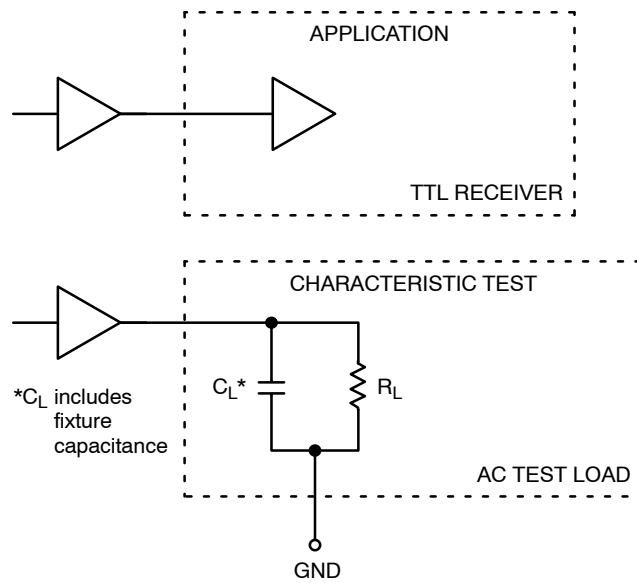 APPLICATION
TTL RECEIVER
CHARACTERISTIC TEST
*CL includes
fixture
capacitance
CL*
RL
AC TEST LOAD
GND